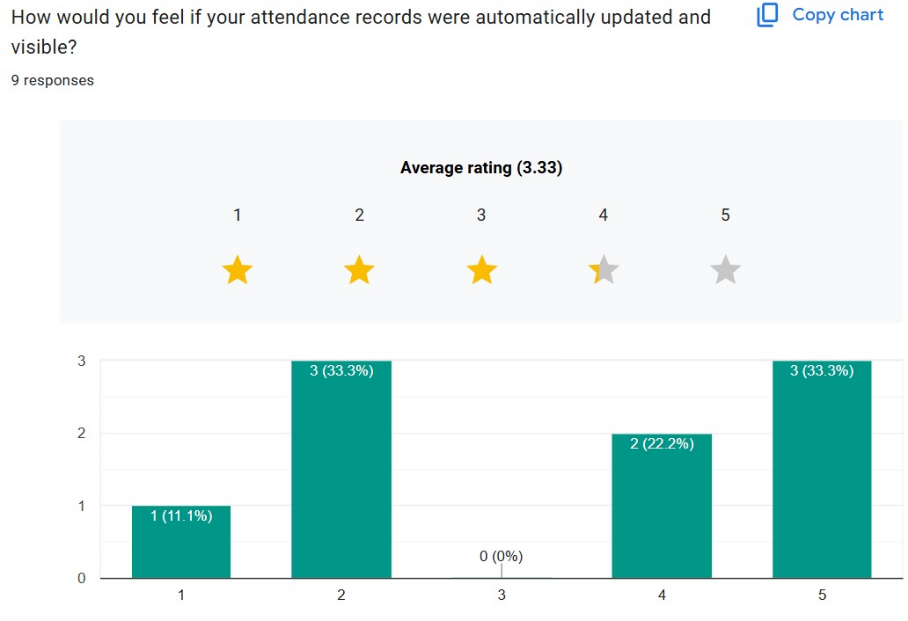 How would you feel if your attendance records were automatically updated and
visible?
Copy chart
9 responses
Average rating (3.33)
1 2 3 4 5
3
2
1
0
1 (11.1%)
3 (33.3%)
0 (0%)
2 (22.2%)
3 (33.3%)
1 2 3 4 5